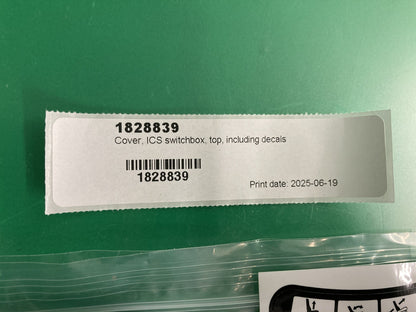 1828839
Cover, ICS switchbox, top, including decals
1828839
Print date: 2025-06-19